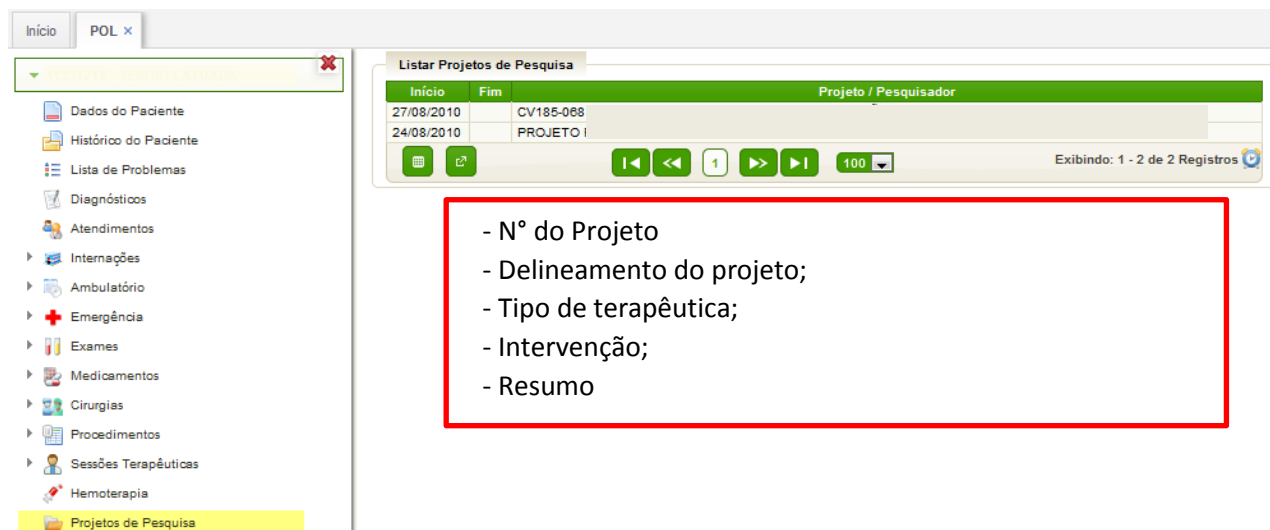 Início POL ×
Dados do Paciente
Histórico do Paciente
Lista de Problemas
Diagnósticos
Atendimentos
Internações
Ambulatório
Emergência
Exames
Medicamentos
Cirurgias
Procedimentos
Sessões Terapêuticas
Hemoterapia
Projetos de Pesquisa
Listar Projetos de Pesquisa
Início Fim Projeto / Pesquisador
27/08/2010 CV185-068
24/08/2010 PROJETO
1 100 Exibindo: 1 - 2 de 2 Registros
- N° do Projeto
- Delineamento do projeto;
- Tipo de terapêutica;
- Intervenção;
- Resumo